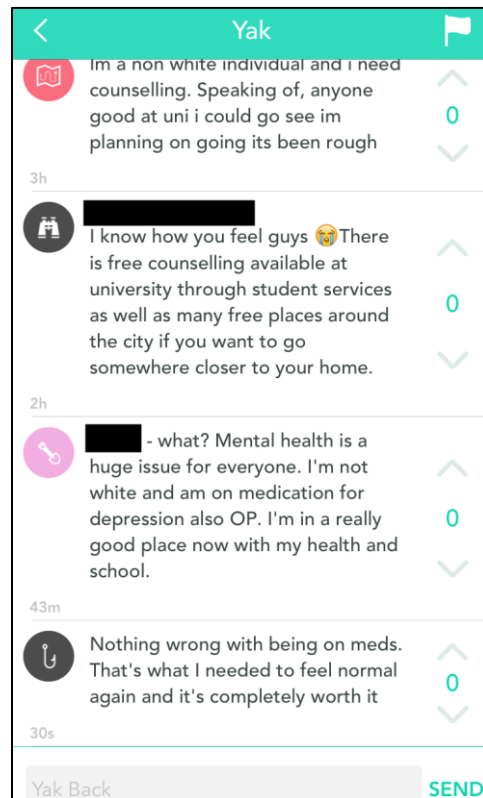 Yak
Im a non white individual and i need
counselling. Speaking of, anyone
good at uni i could go see im
planning on going its been rough
0
3h
I know how you feel guys 😭There
is free counselling available at
university through student services
as well as many free places around
the city if you want to go
somewhere closer to your home.
0
2h
- what? Mental health is a
huge issue for everyone. I'm not
white and am on medication for
depression also OP. I'm in a really
good place now with my health and
school.
0
43m
Nothing wrong with being on meds.
That's what I needed to feel normal
again and it's completely worth it
0
30s
Yak Back
SEND